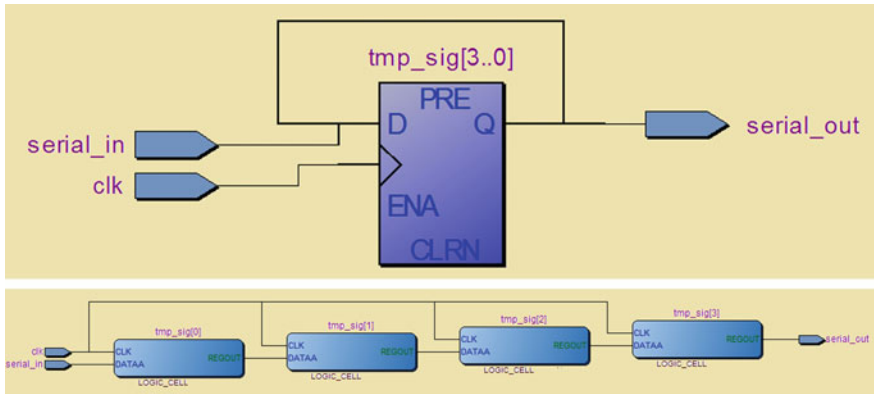 tmp_sig[3..0]
PRE
D Q
serial_in
serial_out
clk
ENA
CLRN
tmp_sig[0]
tmp_sig[1]
tmp_sig[2]
tmp_sig[3]
clk
serial_in
CLK
DATAA
REGOUT
LOGIC_CELL
CLK
DATAA
REGOUT
LOGIC_CELL
CLK
DATAA
REGOUT
LOGIC_CELL
CLK
DATAA
REGOUT
LOGIC_CELL
serial_out